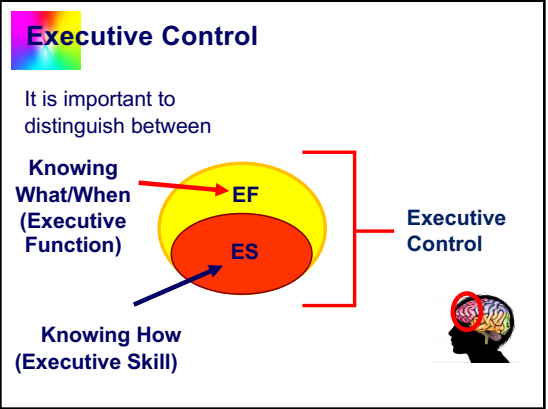 Executive Control
It is important to
distinguish between
Knowing
What/When
(Executive
Function)
EF
ES
Executive
Control
Knowing How
(Executive Skill)